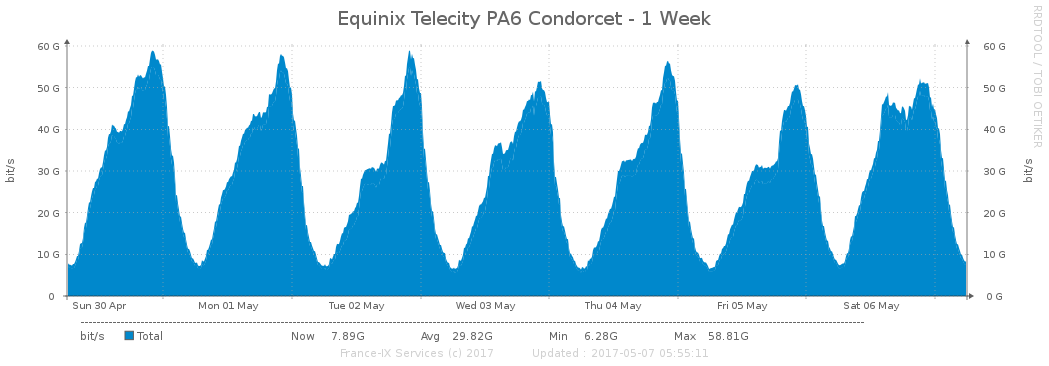 Equinix Telecity PA6 Condorcet - 1 Week
RRDTOOL / TOBI OETIKER
60 G 60 G
50 G 50 G
40 G 40 G
30 G 30 G
20 G 20 G
10 G 10 G
0 0 G
bit/s bit/s
Sun 30 Apr Mon 01 May Tue 02 May Wed 03 May Thu 04 May Fri 05 May Sat 06 May
bit/s Total Now 7.89G Avg 29.82G Min 6.28G Max 58.81G
France-IX Services (c) 2017 Updated : 2017-05-07 05:55:11